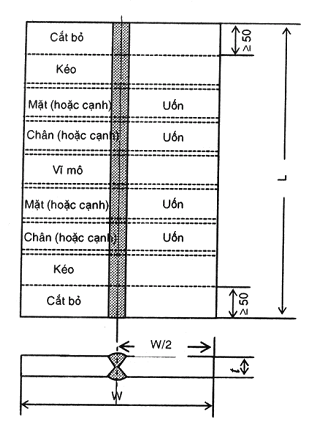 Cắt bỏ
≥ 50
Kéo
Mặt (hoặc cạnh) Uốn
Chân (hoặc cạnh) Uốn
Vĩ mô
L
Mặt (hoặc cạnh) Uốn
Chân (hoặc cạnh) Uốn
Kéo
Cắt bỏ
≥ 50
W/2
t
W